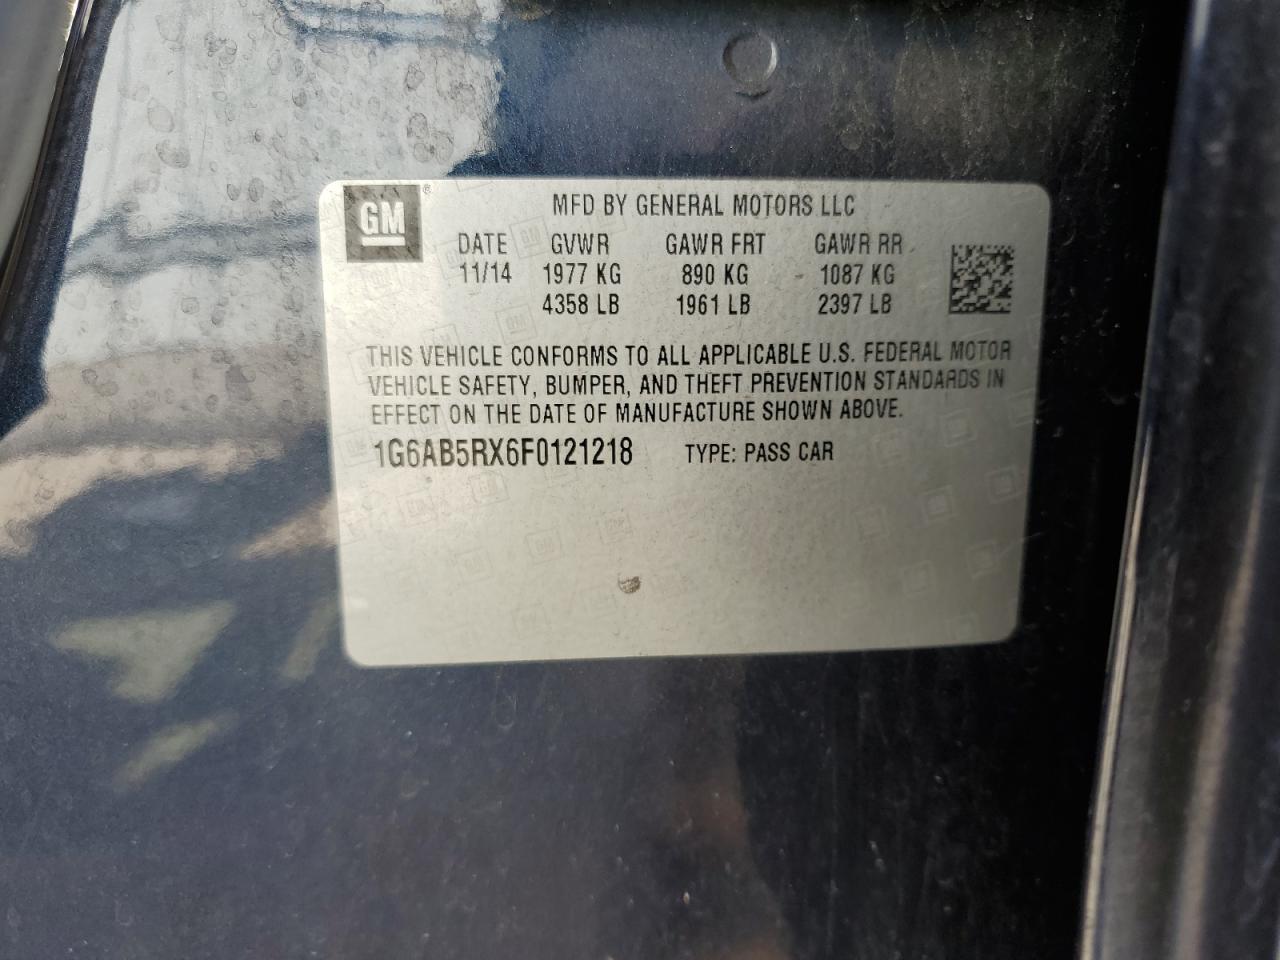 GM ®
MFD BY GENERAL MOTORS LLC
DATE GVWR GAWR FRT GAWR RR
11/14 1977 KG 890 KG 1087 KG
4358 LB 1961 LB 2397 LB
THIS VEHICLE CONFORMS TO ALL APPLICABLE U.S. FEDERAL MOTOR
VEHICLE SAFETY, BUMPER, AND THEFT PREVENTION STANDARDS IN
EFFECT ON THE DATE OF MANUFACTURE SHOWN ABOVE.
1G6AB5RX6F0121218 TYPE: PASS CAR